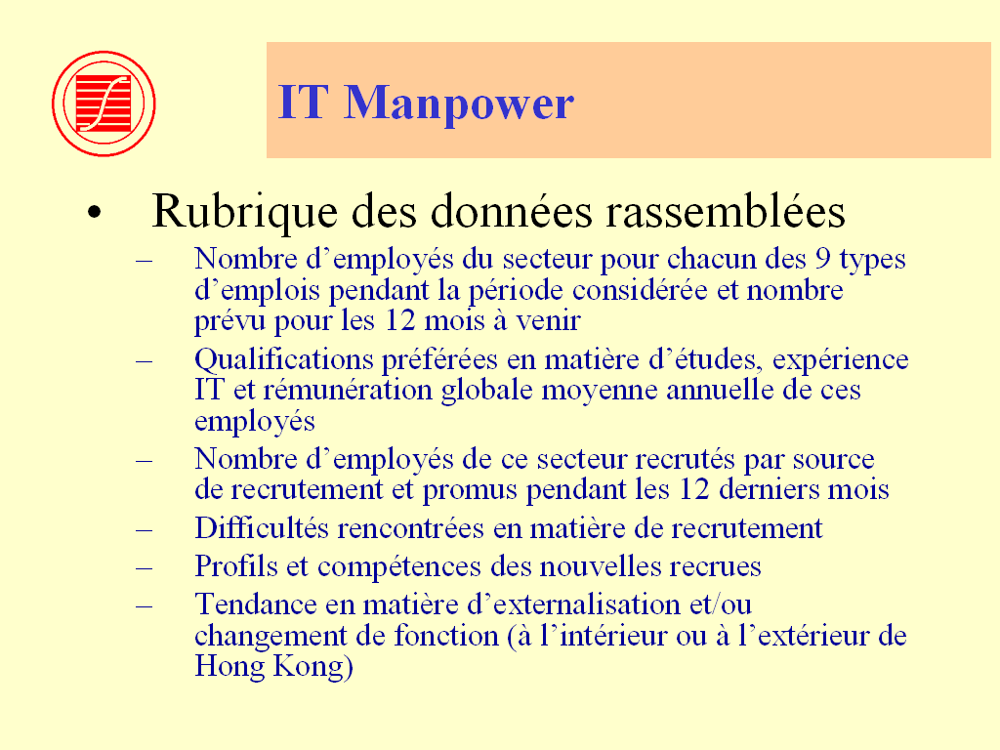 IT Manpower
• Rubrique des données rassemblées
– Nombre d’employés du secteur pour chacun des 9 types
d’emplois pendant la période considérée et nombre
prévu pour les 12 mois à venir
– Qualifications préférées en matière d’études, expérience
IT et rémunération globale moyenne annuelle de ces
employés
– Nombre d’employés de ce secteur recrutés par source
de recrutement et promus pendant les 12 derniers mois
– Difficultés rencontrées en matière de recrutement
– Profils et compétences des nouvelles recrues
– Tendance en matière d’externalisation et/ou
changement de fonction (à l’intérieur ou à l’extérieur de
Hong Kong)